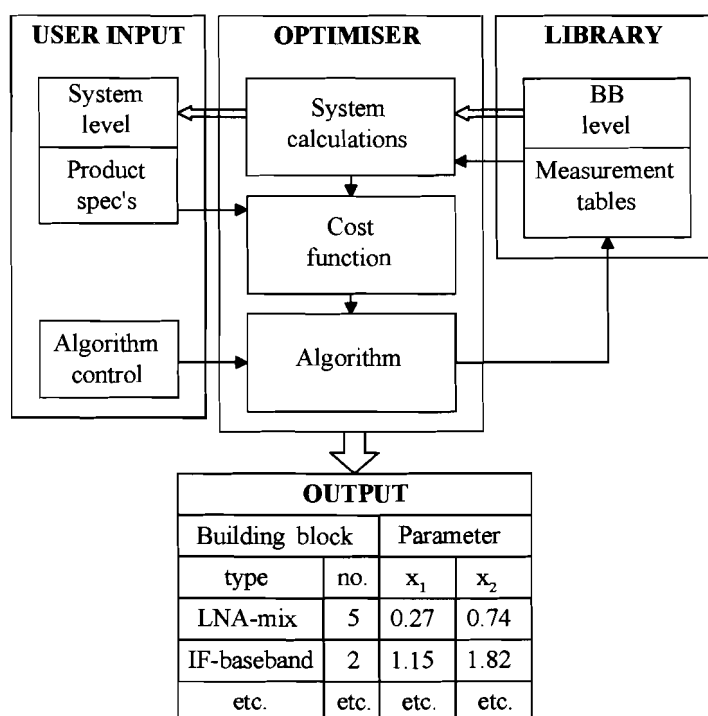 USER INPUT
System
level
Product
spec's
Algorithm
control
OPTIMISER
System
calculations
Cost
function
Algorithm
LIBRARY
BB
level
Measurement
tables
OUTPUT
Building block Parameter
type no. x₁ x₂
LNA-mix 5 0.27 0.74
IF-baseband 2 1.15 1.82
etc. etc. etc. etc.